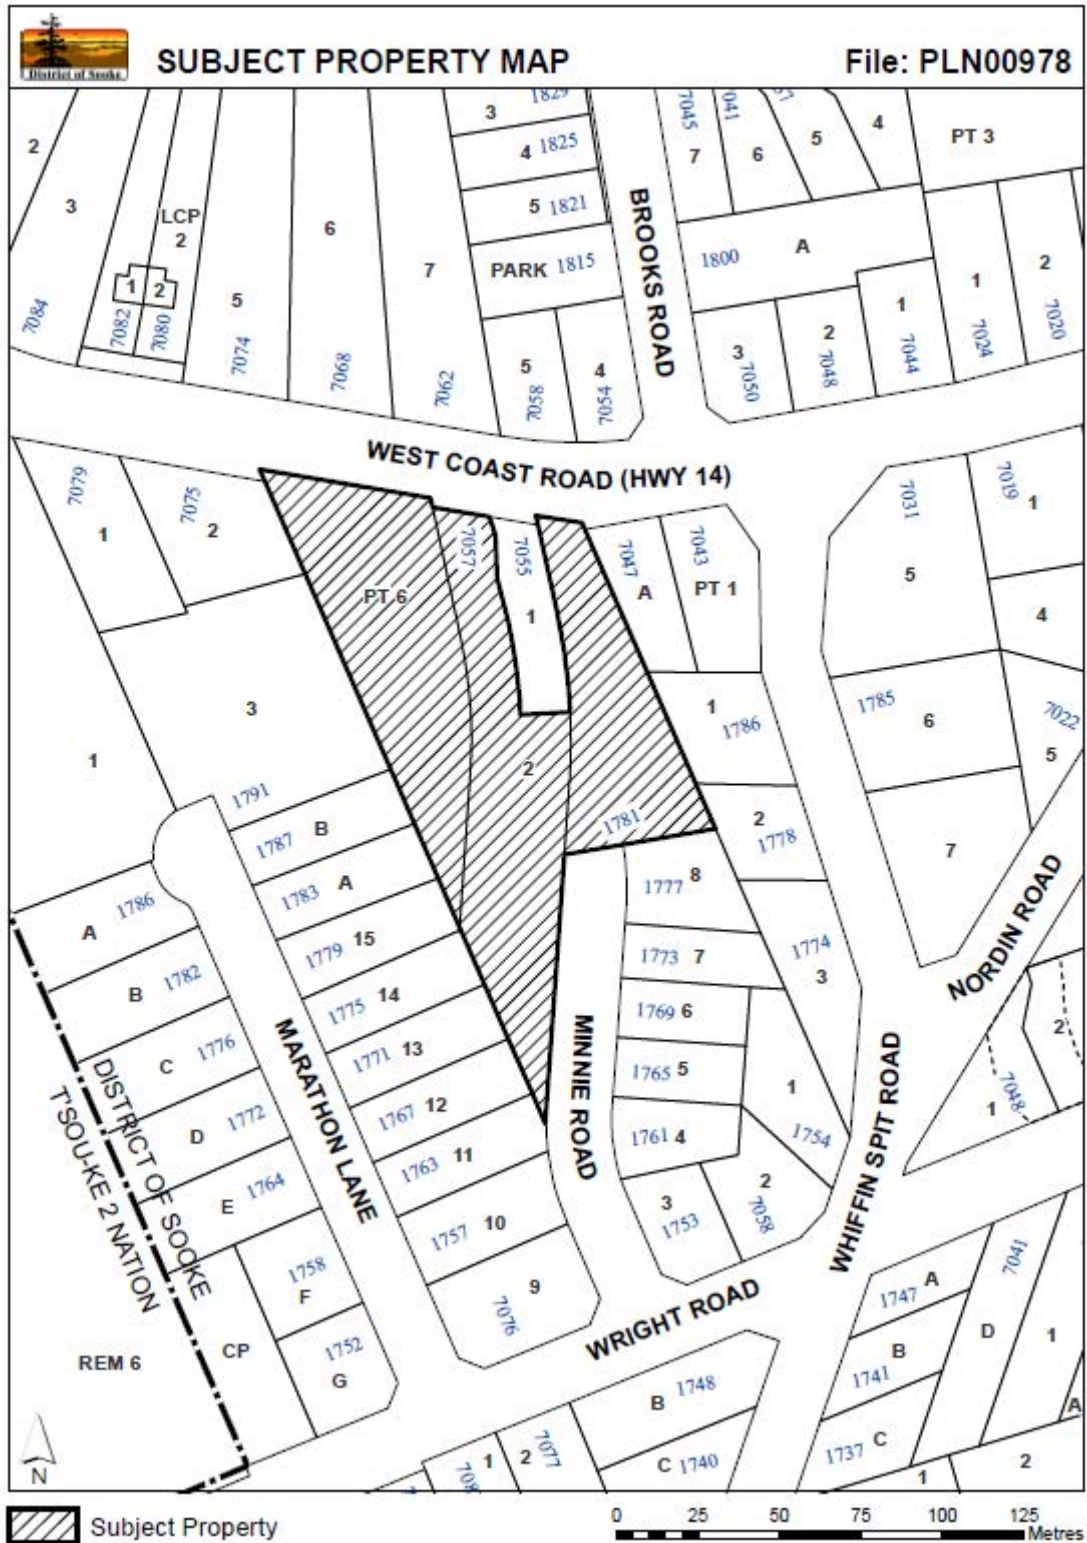 District of Sooke
SUBJECT PROPERTY MAP
File: PLN00978
2
3
7084
LCP
2
1
2
7082
7080
5
7074
6
7068
7
7062
3
1829
4 1825
5 1821
PARK 1815
5
7058
4
7054
BROOKS ROAD
7045
7
7041
6
5
4
PT 3
1800
A
3
7050
2
7048
1
7044
1
7024
2
7020
WEST COAST ROAD (HWY 14)
7079
1
7075
2
PT 6
7057
7055
1
7047
A
7043
PT 1
7031
5
7019
1
4
3
1
2
1781
1
1786
2
1778
1785
6
7022
5
7
1791
1787 B
1783 A
1779 15
1775 14
1771 13
1767 12
1763 11
1757 10
9
7076
A 1786
B 1782
C 1776
D 1772
E 1764
1758
F
1752
G
CP
REM 6
MARATHON LANE
DISTRICT OF SOOKE
T'SOU-KE 2 NATION
MINNIE ROAD
1777 8
1773 7
1769 6
1765 5
1761 4
3
1753
2
7058
1774
3
1
1754
WHIFFIN SPIT ROAD
NORDIN ROAD
2
1
7048
WRIGHT ROAD
A
1747
B
1741
1737 C
D
7041
1
A
1
2
B 1748
C 1740
1
2
7077
N
Subject Property
0 25 50 75 100 125
Metres